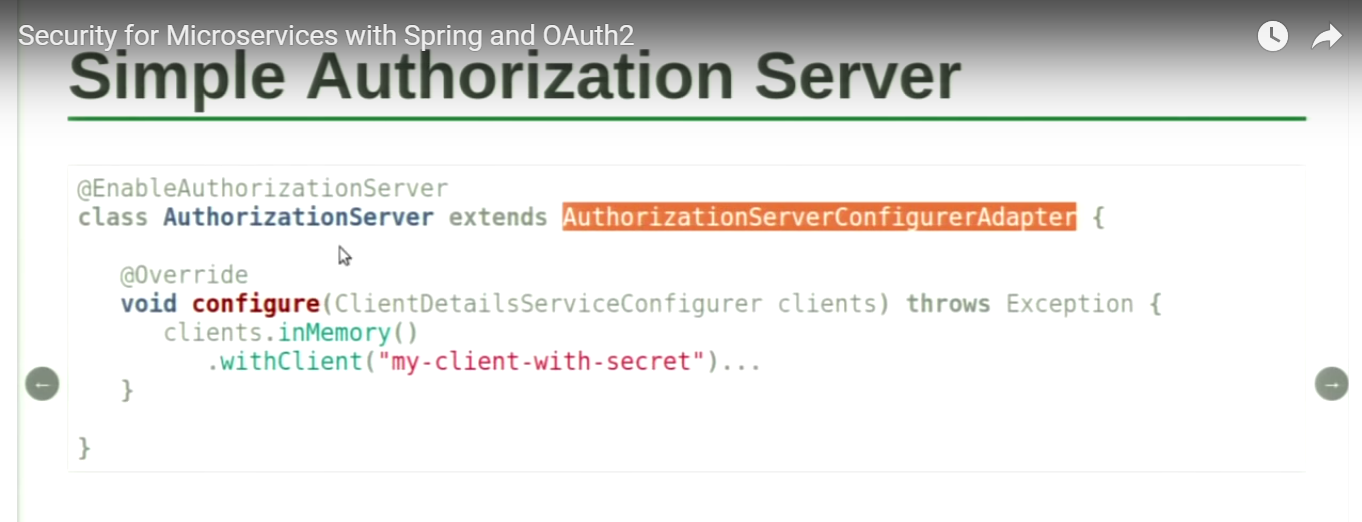 Security for Microservices with Spring and OAuth2
Simple Authorization Server
@EnableAuthorizationServer
class AuthorizationServer extends AuthorizationServerConfigurerAdapter {
@Override
void configure(ClientDetailsServiceConfigurer clients) throws Exception {
clients.inMemory()
.withClient("my-client-with-secret")...
}
}